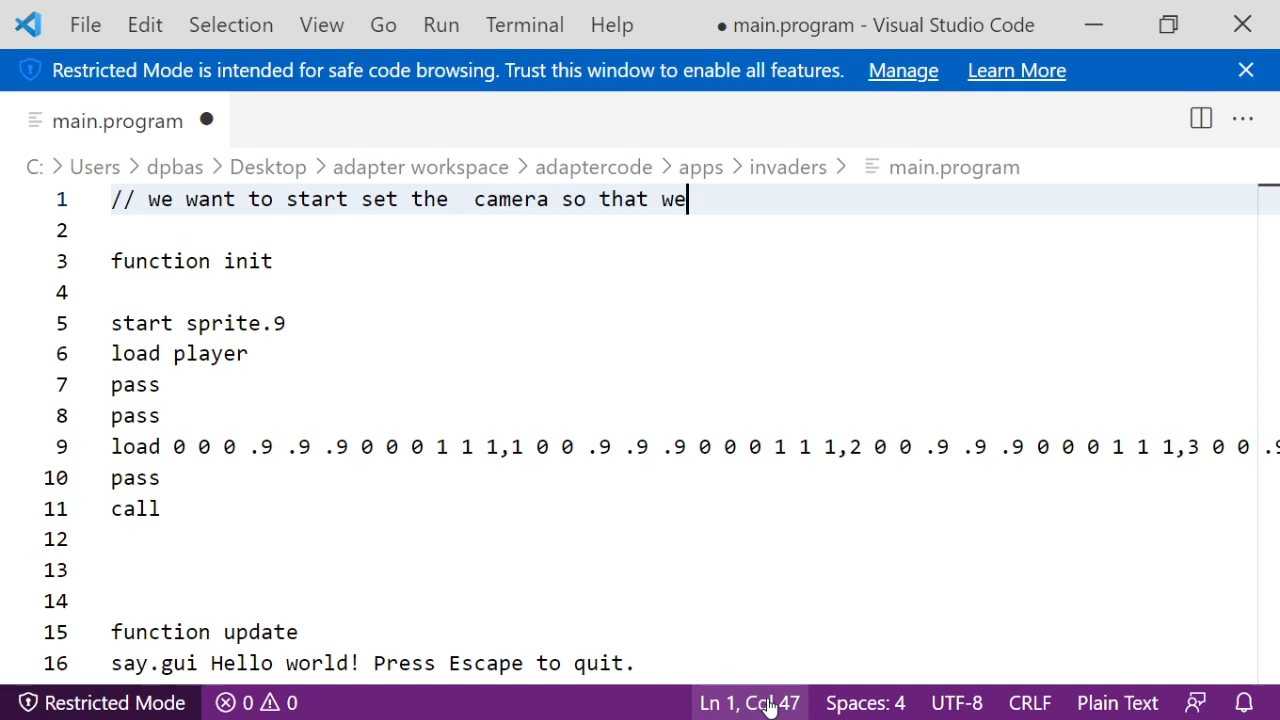 File Edit Selection View Go Run Terminal Help ● main.program - Visual Studio Code
Restricted Mode is intended for safe code browsing. Trust this window to enable all features. Manage Learn More
main.program
C: > Users > dpbas > Desktop > adapter workspace > adaptercode > apps > invaders > main.program
1 // we want to start set the  camera so that we
2
3 function init
4
5 start sprite.9
6 load player
7 pass
8 pass
9 load 0 0 0 .9 .9 .9 0 0 0 1 1 1,1 0 0 .9 .9 .9 0 0 0 1 1 1,2 0 0 .9 .9 .9 0 0 0 1 1 1,3 0 0 .9
10 pass
11 call
12
13
14
15 function update
16 say.gui Hello world! Press Escape to quit.
Restricted Mode 0 0 Ln 1, Col 47 Spaces: 4 UTF-8 CRLF Plain Text